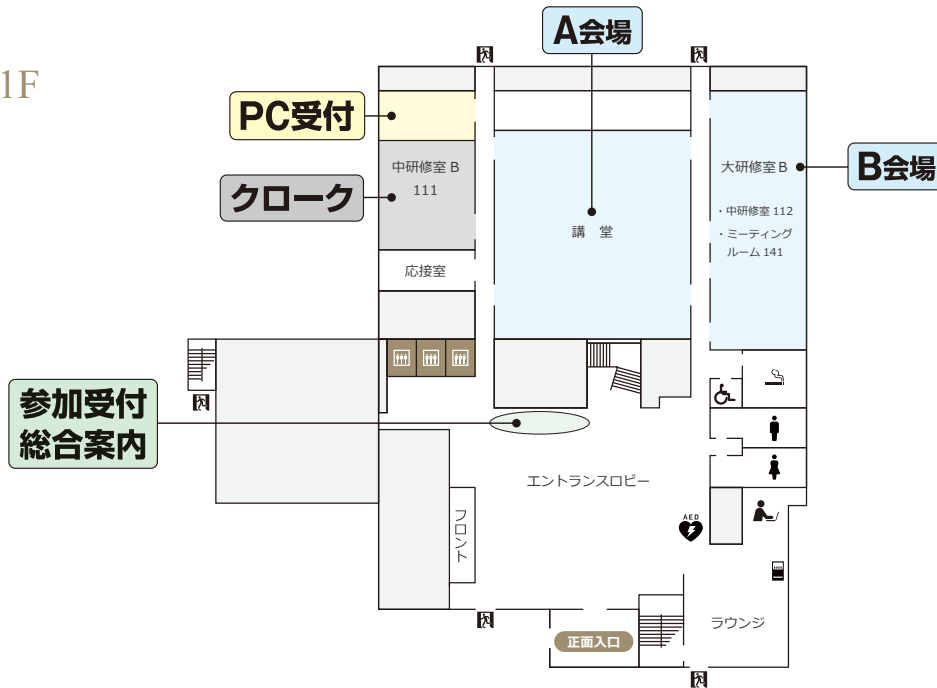 A会場
1F
PC受付
クローク
中研修室 B
111
応接室
講 堂
大研修室 B
・中研修室 112
・ミーティング
ルーム 141
B会場
参加受付
総合案内
エントランスロビー
フロント
AED
ラウンジ
正面入口